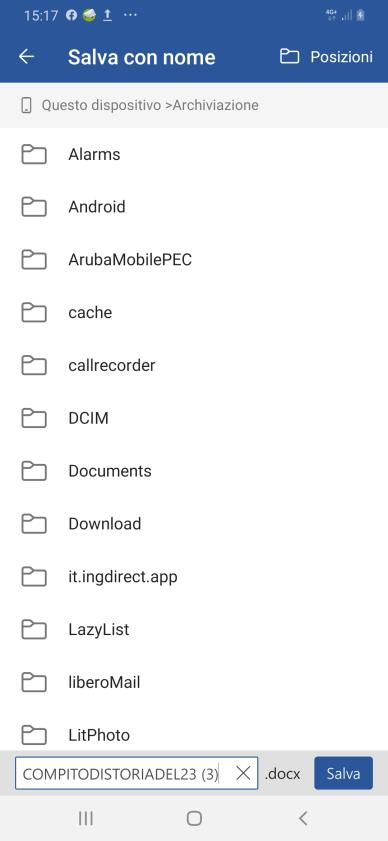 15:17
4G+
Salva con nome
Posizioni
Questo dispositivo >Archiviazione
Alarms
Android
ArubaMobilePEC
cache
callrecorder
DCIM
Documents
Download
it.ingdirect.app
LazyList
liberoMail
LitPhoto
COMPITODISTORIADEL23 (3)
.docx
Salva